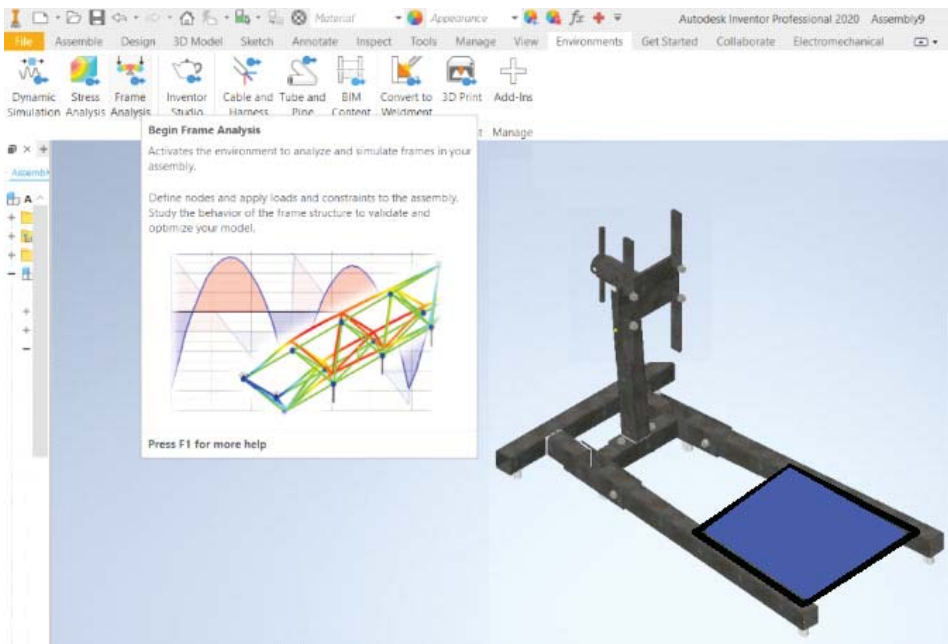 Material Appearance fx Autodesk Inventor Professional 2020 Assembly9
File Assemble Design 3D Model Sketch Annotate Inspect Tools Manage View Environments Get Started Collaborate Electromechanical
Dynamic Stress Frame Inventor Cable and Tube and BIM Convert to 3D Print Add-Ins
Simulation Analysis Analysis Studio Harness Pipe Content Weldment
Manage
Begin Frame Analysis
Activates the environment to analyze and simulate frames in your
assembly.
Define nodes and apply loads and constraints to the assembly.
Study the behavior of the frame structure to validate and
optimize your model.
Press F1 for more help
A